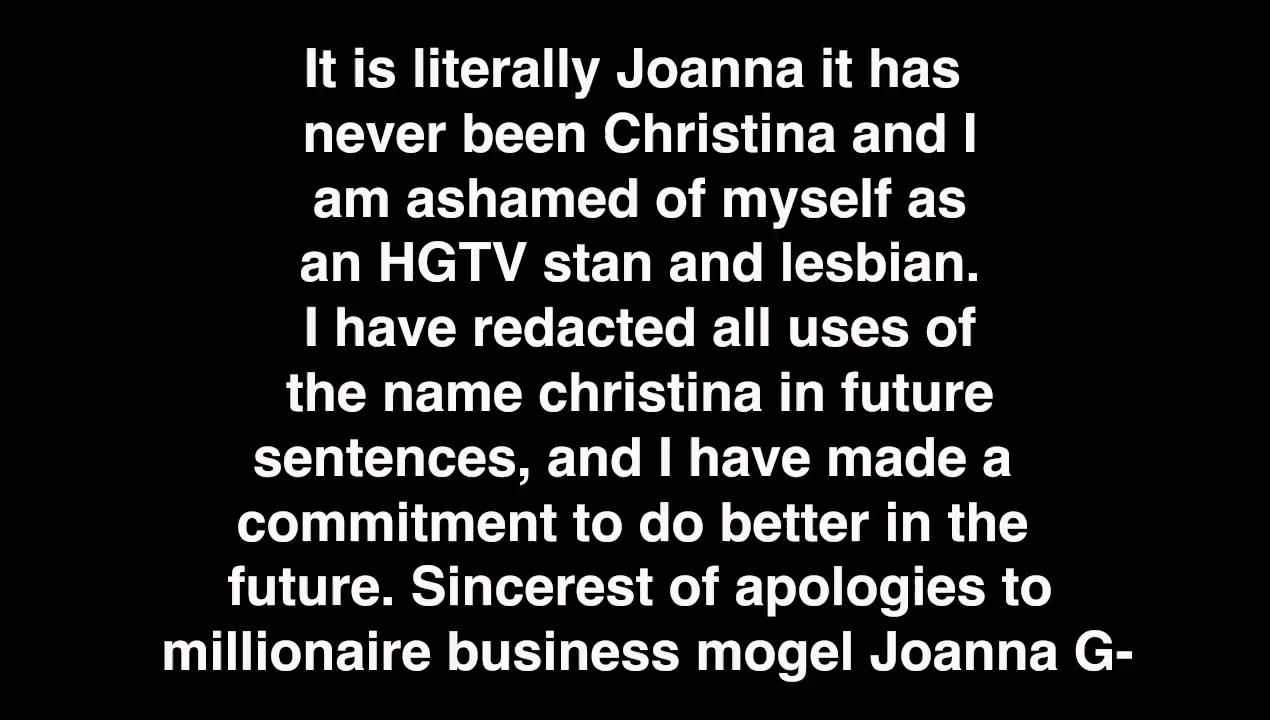 It is literally Joanna it has
never been Christina and I
am ashamed of myself as
an HGTV stan and lesbian.
I have redacted all uses of
the name christina in future
sentences, and I have made a
commitment to do better in the
future. Sincerest of apologies to
millionaire business mogel Joanna G-